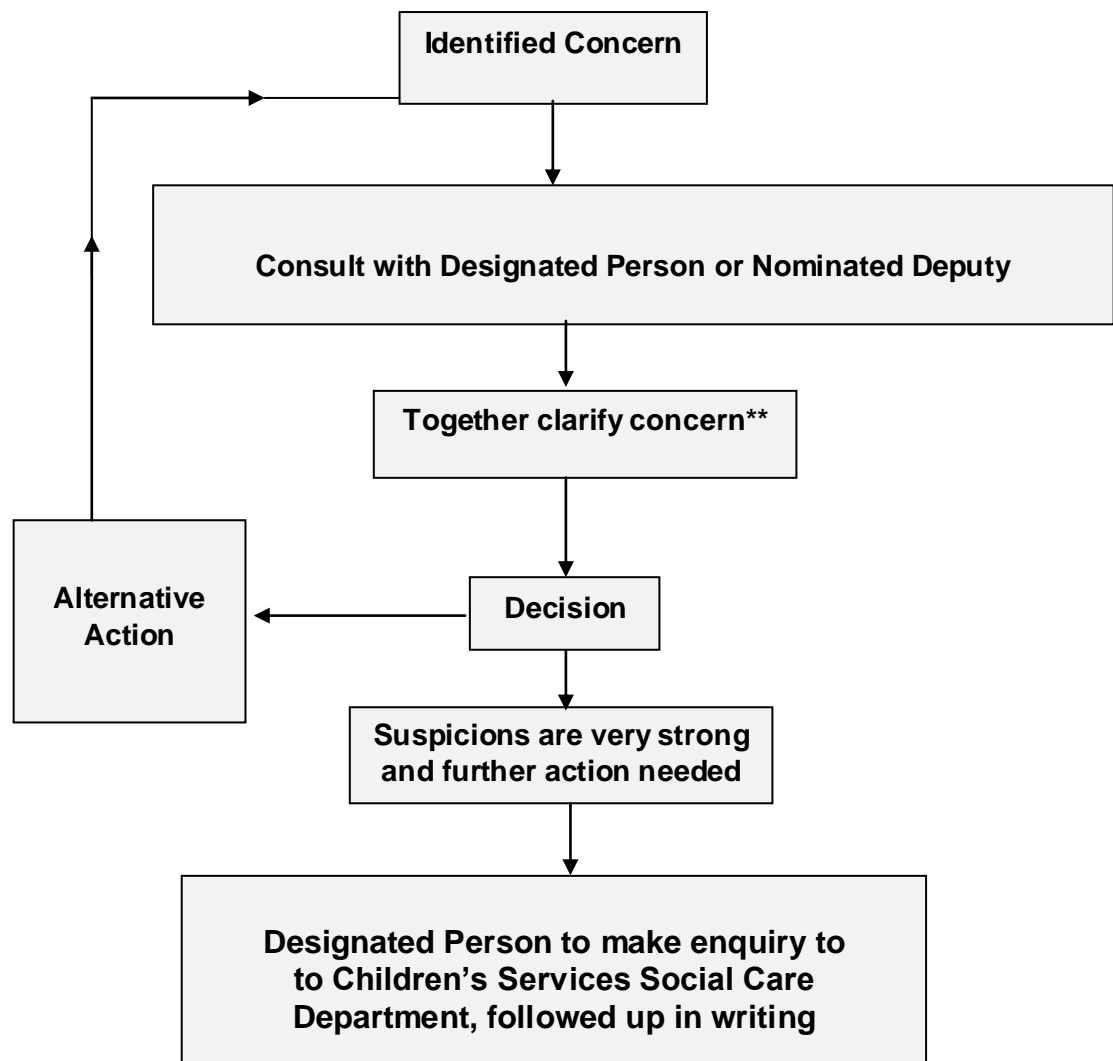 Identified Concern
Consult with Designated Person or Nominated Deputy
Together clarify concern**
Alternative
Action
Decision
Suspicions are very strong
and further action needed
Designated Person to make enquiry to
to Children’s Services Social Care
Department, followed up in writing